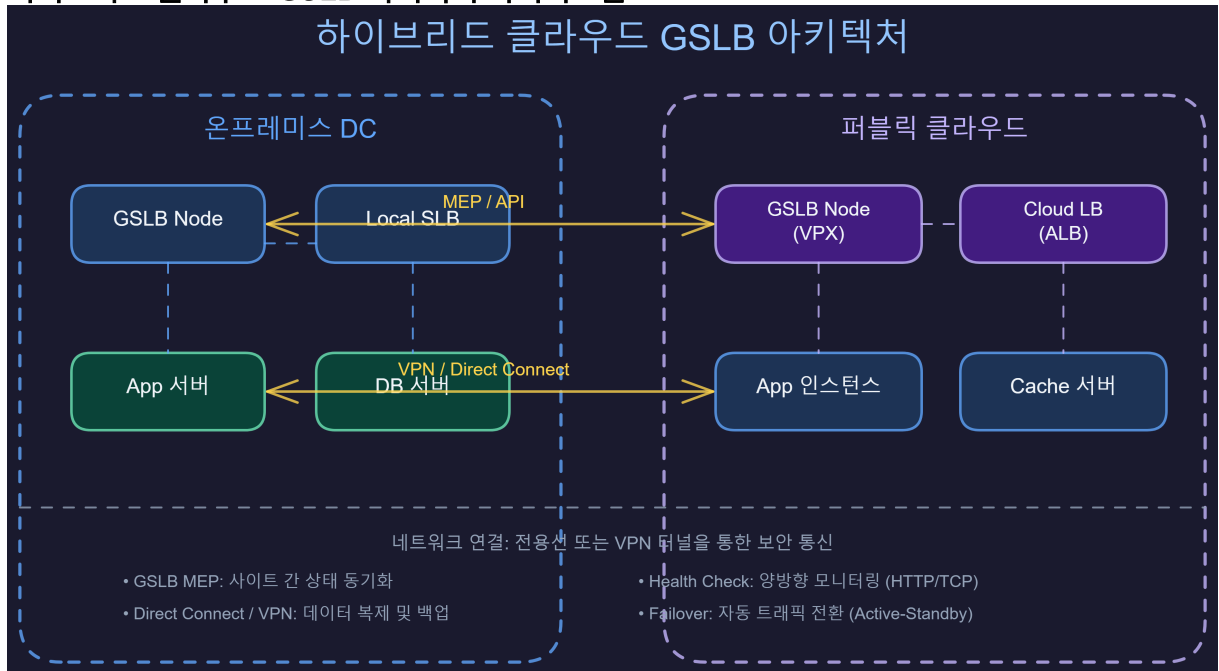 하이브리드 클라우드 GSLB 아키텍처
온프레미스 DC
퍼블릭 클라우드
GSLB Node
Local SLB
MEP / API
GSLB Node
(VPX)
Cloud LB
(ALB)
App 서버
DB 서버
VPN / Direct Connect
App 인스턴스
Cache 서버
네트워크 연결: 전용선 또는 VPN 터널을 통한 보안 통신
• GSLB MEP: 사이트 간 상태 동기화
• Health Check: 양방향 모니터링 (HTTP/TCP)
• Direct Connect / VPN: 데이터 복제 및 백업
• Failover: 자동 트래픽 전환 (Active-Standby)